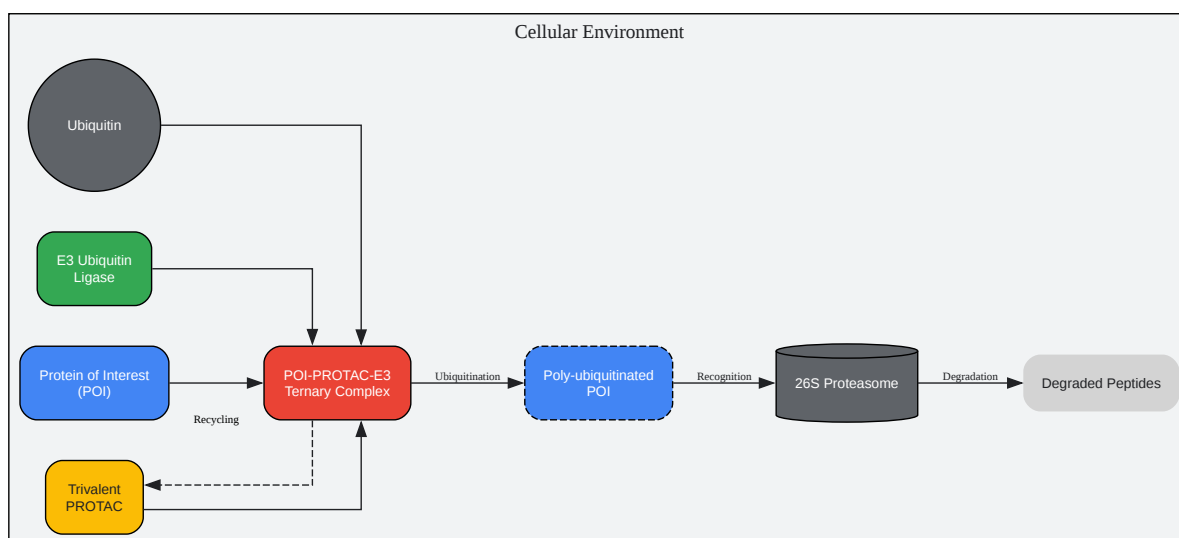 Cellular Environment
Ubiquitin
E3 Ubiquitin
Ligase
Protein of Interest
(POI)
POI-PROTAC-E3
Ternary Complex
Ubiquitination
Poly-ubiquitinated
POI
Recognition
26S Proteasome
Degradation
Degraded Peptides
Recycling
Trivalent
PROTAC